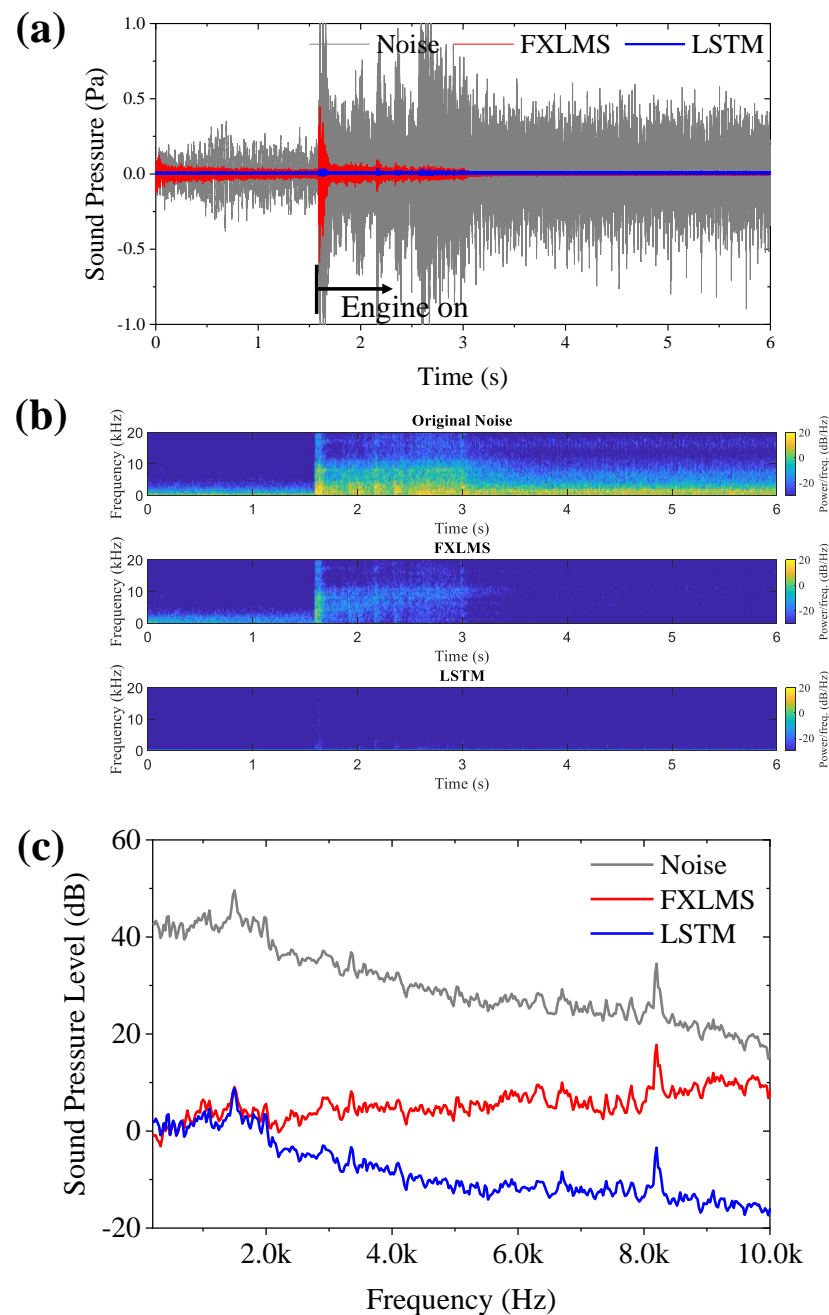 (a)
Noise FXLMS LSTM
1.0
0.5
0.0
-0.5
-1.0
Sound Pressure (Pa)
Engine on
0 1 2 3 4 5 6
Time (s)
(b)
Original Noise
Frequency (kHz)
20
10
0
0 1 2 3 4 5 6
Time (s)
20
0
-20
Power/freq. (dB/Hz)
FXLMS
Frequency (kHz)
20
10
0
0 1 2 3 4 5 6
Time (s)
20
0
-20
Power/freq. (dB/Hz)
LSTM
Frequency (kHz)
20
10
0
0 1 2 3 4 5 6
Time (s)
20
0
-20
Power/freq. (dB/Hz)
(c)
60
40
20
0
-20
Sound Pressure Level (dB)
Noise
FXLMS
LSTM
2.0k 4.0k 6.0k 8.0k 10.0k
Frequency (Hz)